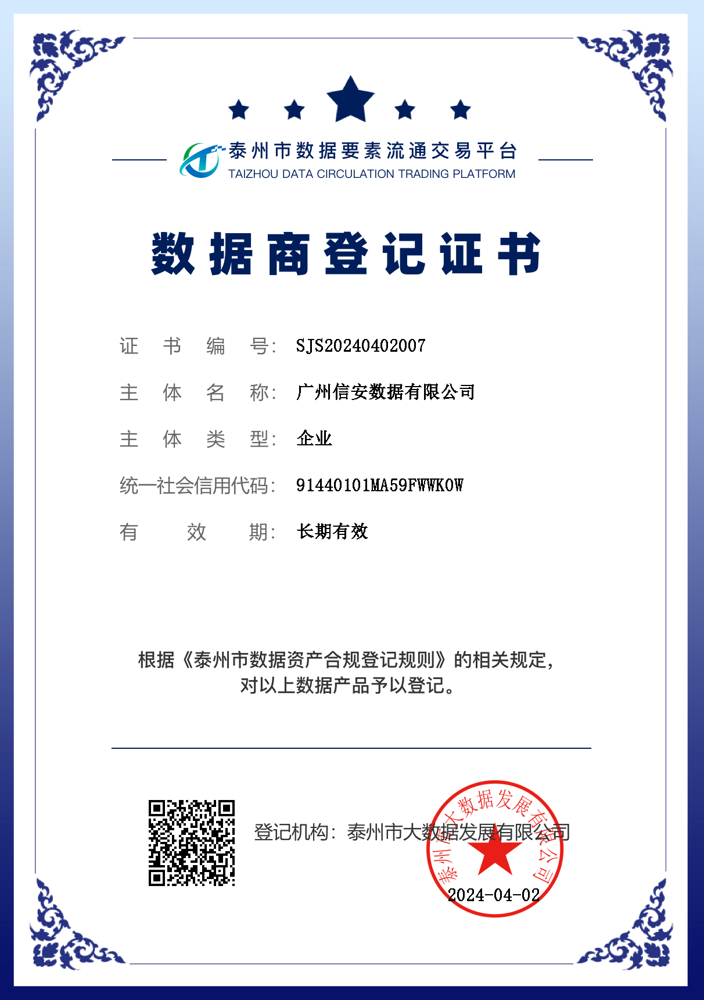 泰州市数据要素流通交易平台
TAIZHOU DATA CIRCULATION TRADING PLATFORM
数据商登记证书
证书编号：SJS20240402007
主体名称：广州信安数据有限公司
主体类型：企业
统一社会信用代码：91440101MA59FWWK0W
有效期：长期有效
根据《泰州市数据资产合规登记规则》的相关规定，
对以上数据产品予以登记。
登记机构：泰州市大数据发展有限公司
泰州市大数据发展有限公司
2024-04-02